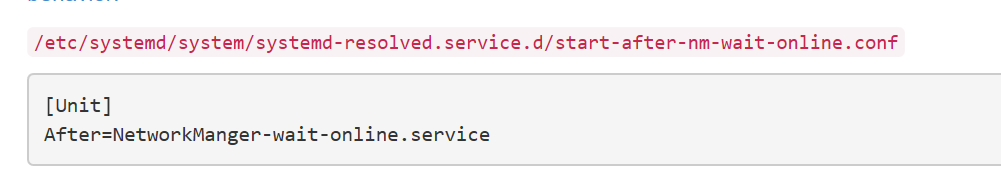 /etc/systemd/system/systemd-resolved.service.d/start-after-nm-wait-online.conf
[Unit]
After=NetworkManger-wait-online.service